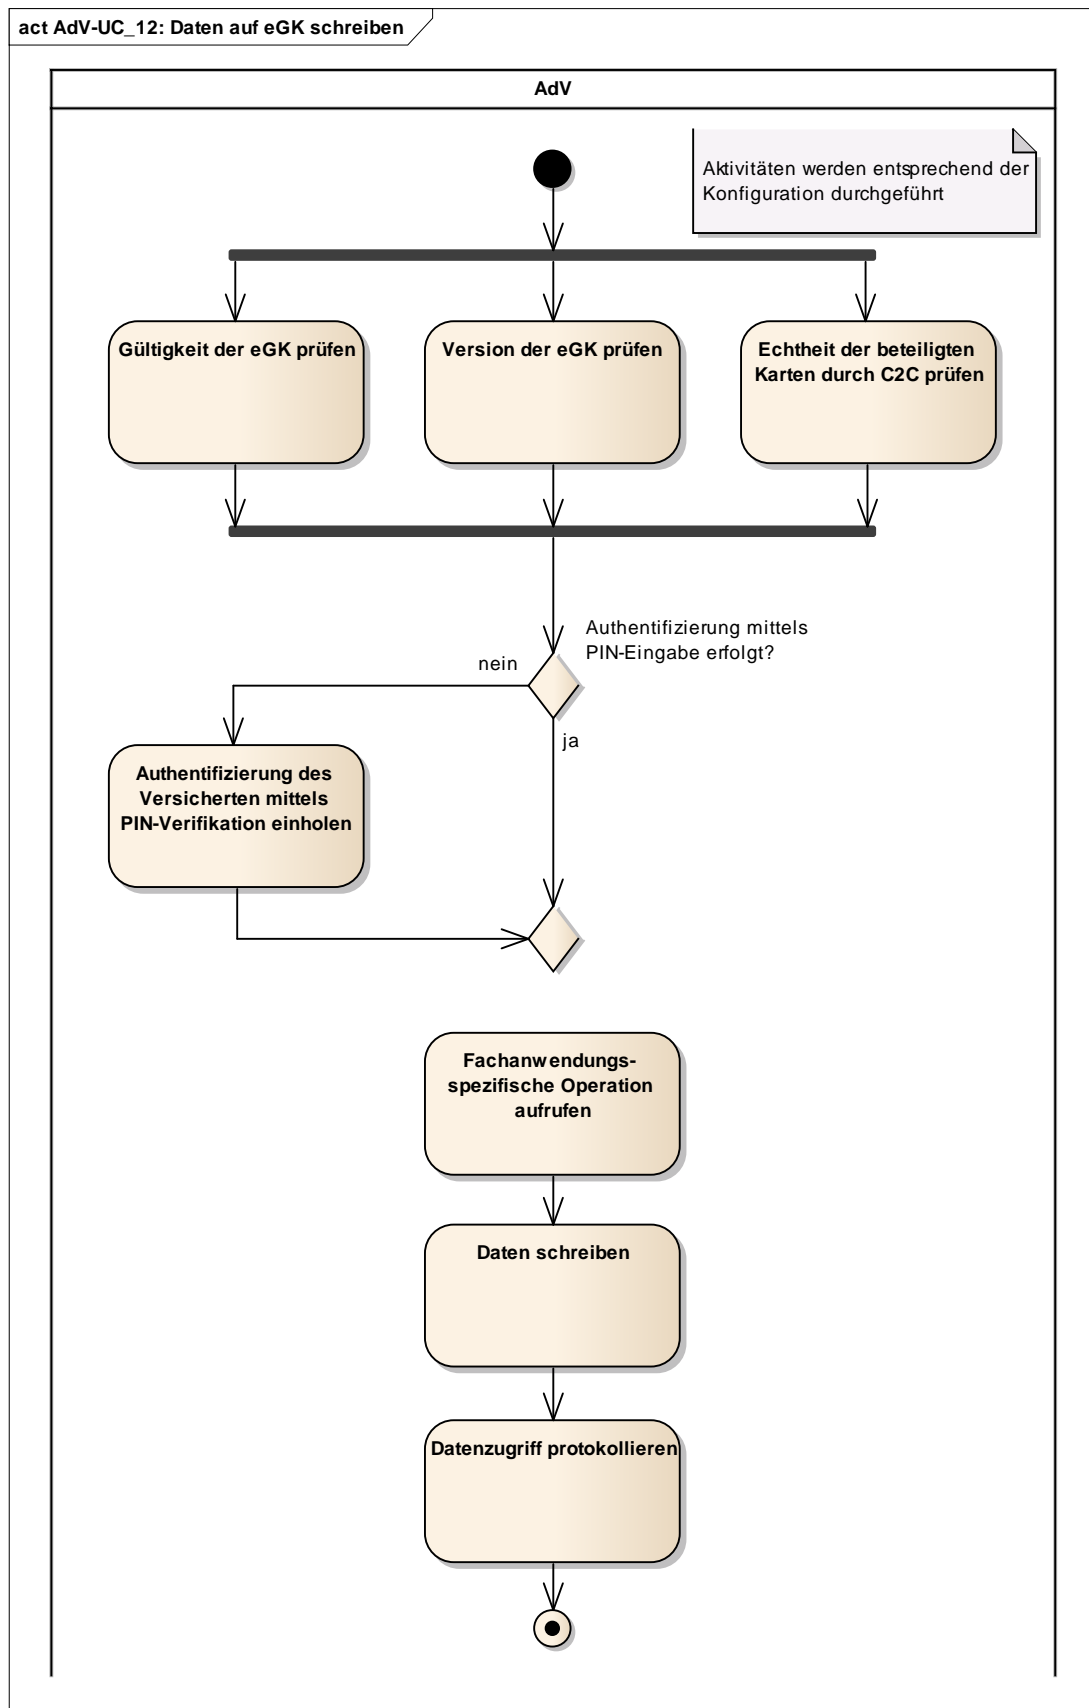 act AdV-UC_12: Daten auf eGK schreiben
AdV
Aktivitäten werden entsprechend der
Konfiguration durchgeführt
Gültigkeit der eGK prüfen
Version der eGK prüfen
Echtheit der beteiligten
Karten durch C2C prüfen
Authentifizierung mittels
PIN-Eingabe erfolgt?
nein
ja
Authentifizierung des
Versicherten mittels
PIN-Verifikation einholen
Fachanwendungs-
spezifische Operation
aufrufen
Daten schreiben
Datenzugriff protokollieren